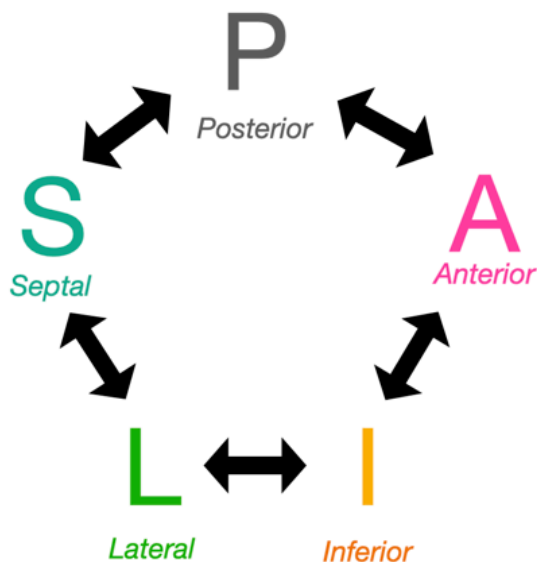 P
Posterior
S
Septal
A
Anterior
L
Lateral
I
Inferior